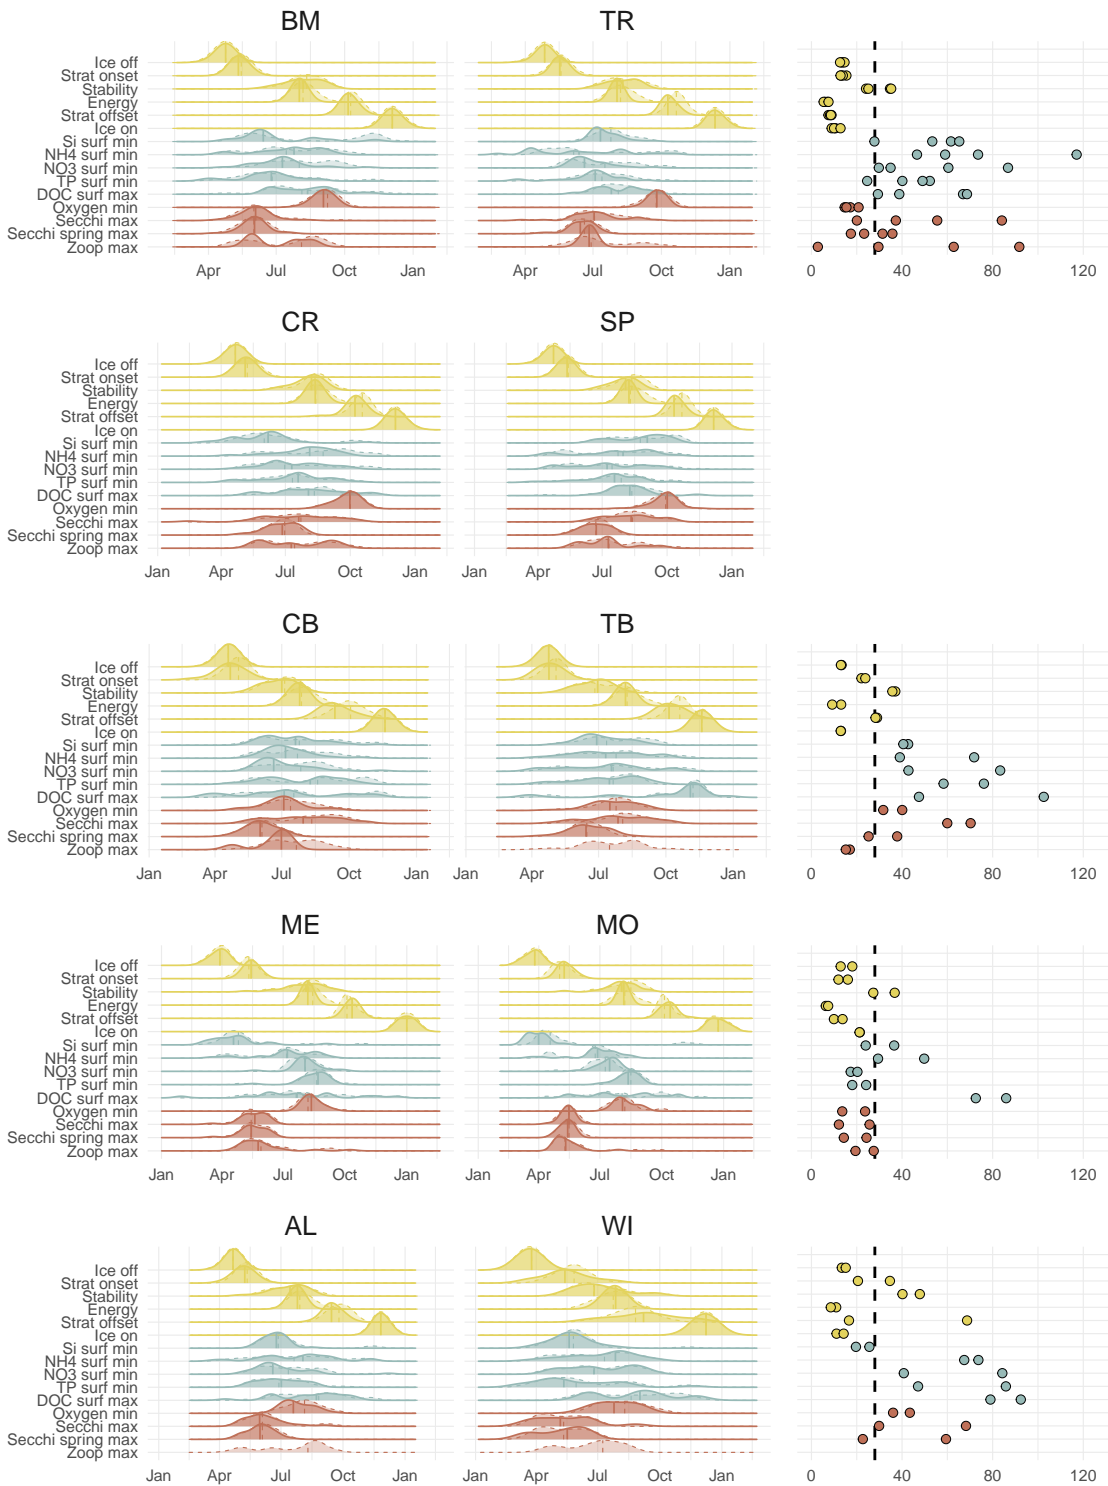 BM TR
Ice off
Strat onset
Stability
Energy
Strat offset
Ice on
Si surf min
NH4 surf min
NO3 surf min
TP surf min
DOC surf max
Oxygen min
Secchi max
Secchi spring max
Zoop max
Apr Jul Oct Jan Apr Jul Oct Jan 0 40 80 120
CR SP
Ice off
Strat onset
Stability
Energy
Strat offset
Ice on
Si surf min
NH4 surf min
NO3 surf min
TP surf min
DOC surf max
Oxygen min
Secchi max
Secchi spring max
Zoop max
Jan Apr Jul Oct Jan Jan Apr Jul Oct Jan
CB TB
Ice off
Strat onset
Stability
Energy
Strat offset
Ice on
Si surf min
NH4 surf min
NO3 surf min
TP surf min
DOC surf max
Oxygen min
Secchi max
Secchi spring max
Zoop max
Jan Apr Jul Oct Jan Jan Apr Jul Oct Jan 0 40 80 120
ME MO
Ice off
Strat onset
Stability
Energy
Strat offset
Ice on
Si surf min
NH4 surf min
NO3 surf min
TP surf min
DOC surf max
Oxygen min
Secchi max
Secchi spring max
Zoop max
Jan Apr Jul Oct Jan Jan Apr Jul Oct Jan 0 40 80 120
AL WI
Ice off
Strat onset
Stability
Energy
Strat offset
Ice on
Si surf min
NH4 surf min
NO3 surf min
TP surf min
DOC surf max
Oxygen min
Secchi max
Secchi spring max
Zoop max
Jan Apr Jul Oct Jan Jan Apr Jul Oct Jan 0 40 80 120